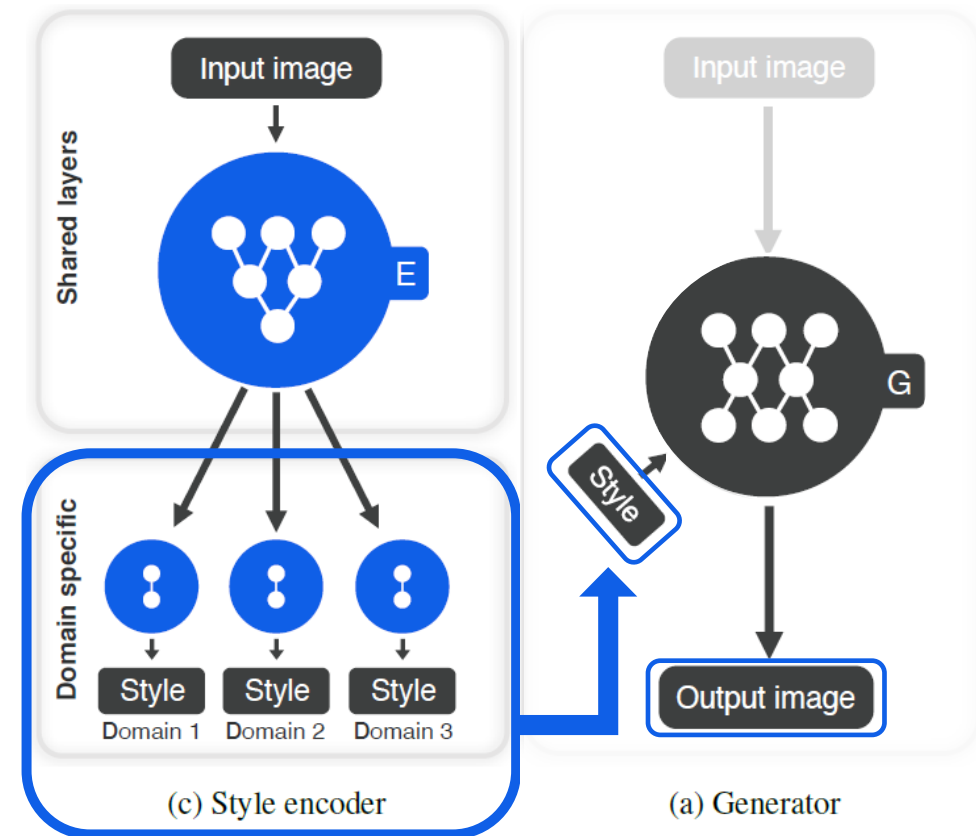 Input image
Shared layers
E
Domain specific
Style
Style
Style
Domain 1
Domain 2
Domain 3
(c) Style encoder
Input image
G
Style
Output image
(a) Generator